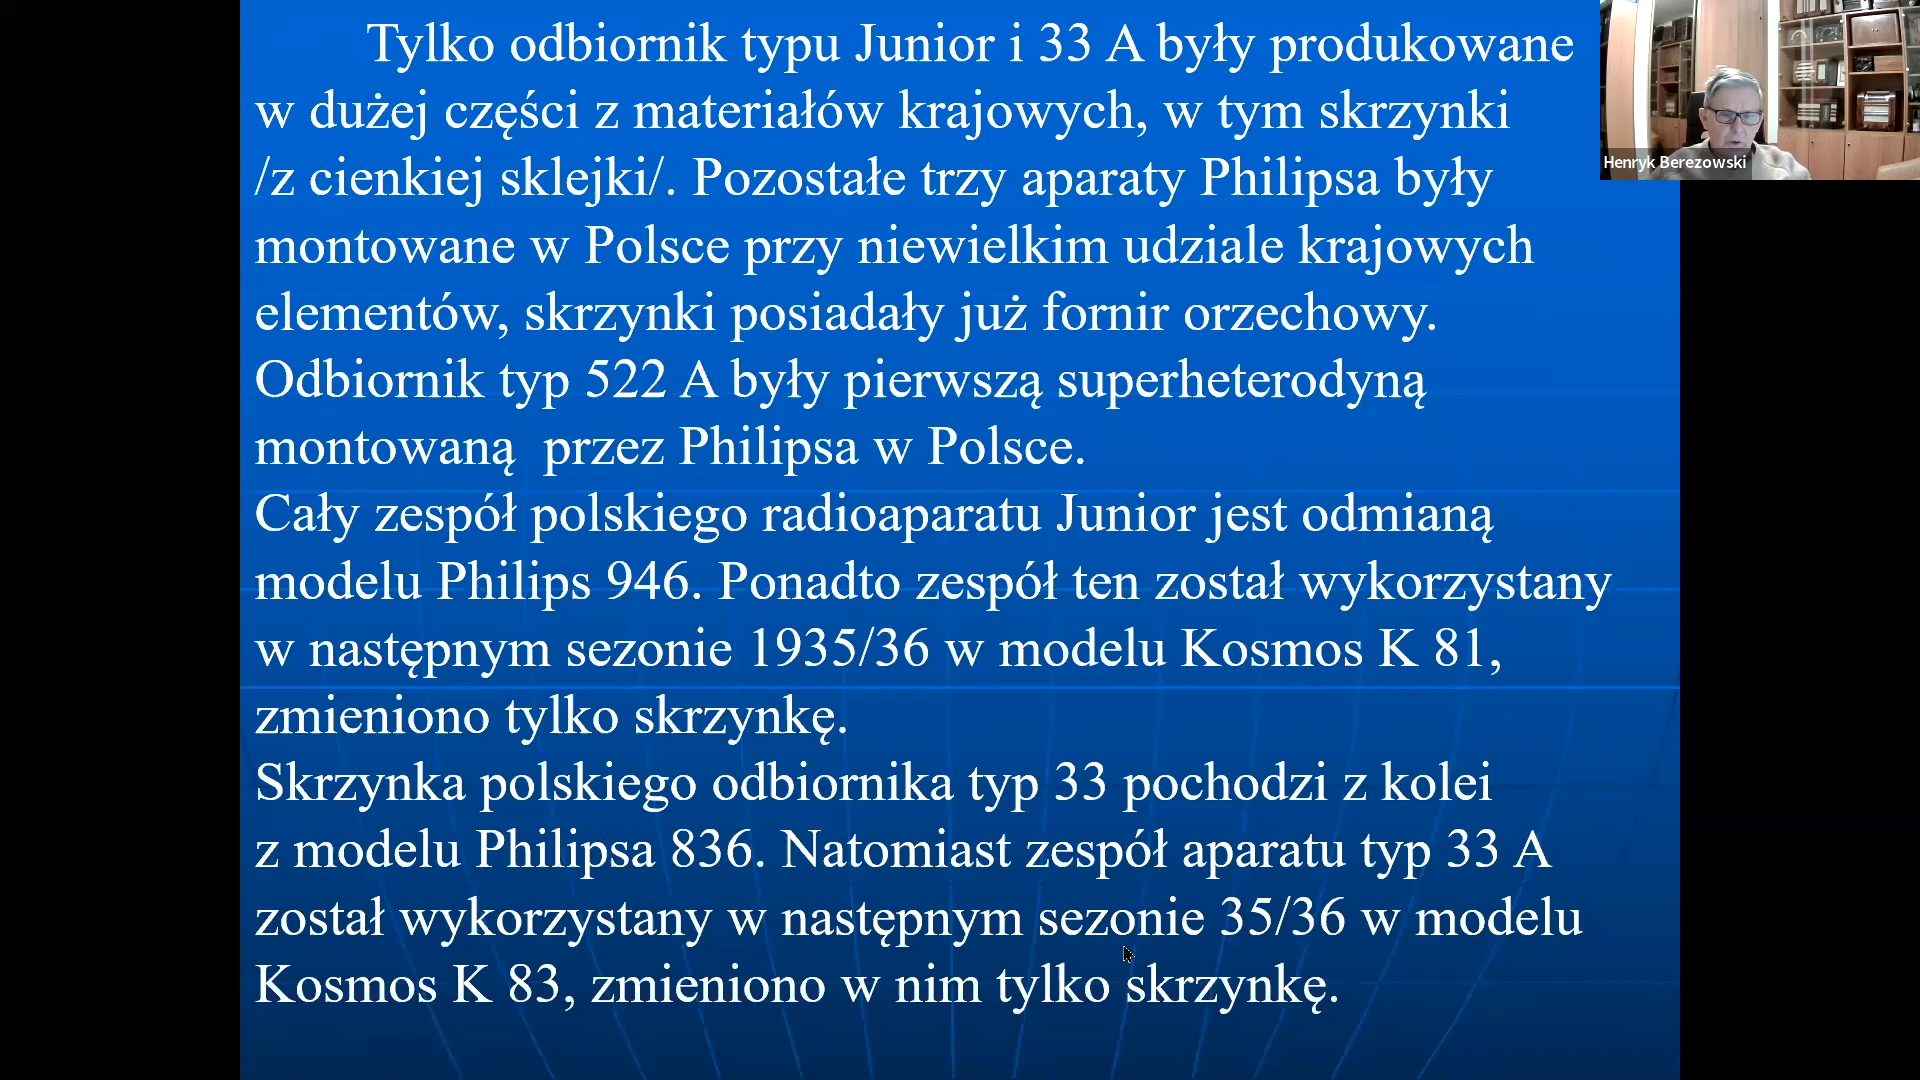 Tylko odbiornik typu Junior i 33 A były produkowane
w dużej części z materiałów krajowych, w tym skrzynki
/z cienkiej sklejki/. Pozostałe trzy aparaty Philipsa były
montowane w Polsce przy niewielkim udziale krajowych
elementów, skrzynki posiadały już fornir orzechowy.
Odbiornik typ 522 A były pierwszą superheterodyną
montowaną  przez Philipsa w Polsce.
Cały zespół polskiego radioaparatu Junior jest odmianą
modelu Philips 946. Ponadto zespół ten został wykorzystany
w następnym sezonie 1935/36 w modelu Kosmos K 81,
zmieniono tylko skrzynkę.
Skrzynka polskiego odbiornika typ 33 pochodzi z kolei
z modelu Philipsa 836. Natomiast zespół aparatu typ 33 A
został wykorzystany w następnym sezonie 35/36 w modelu
Kosmos K 83, zmieniono w nim tylko skrzynkę.
Henryk Berezowski